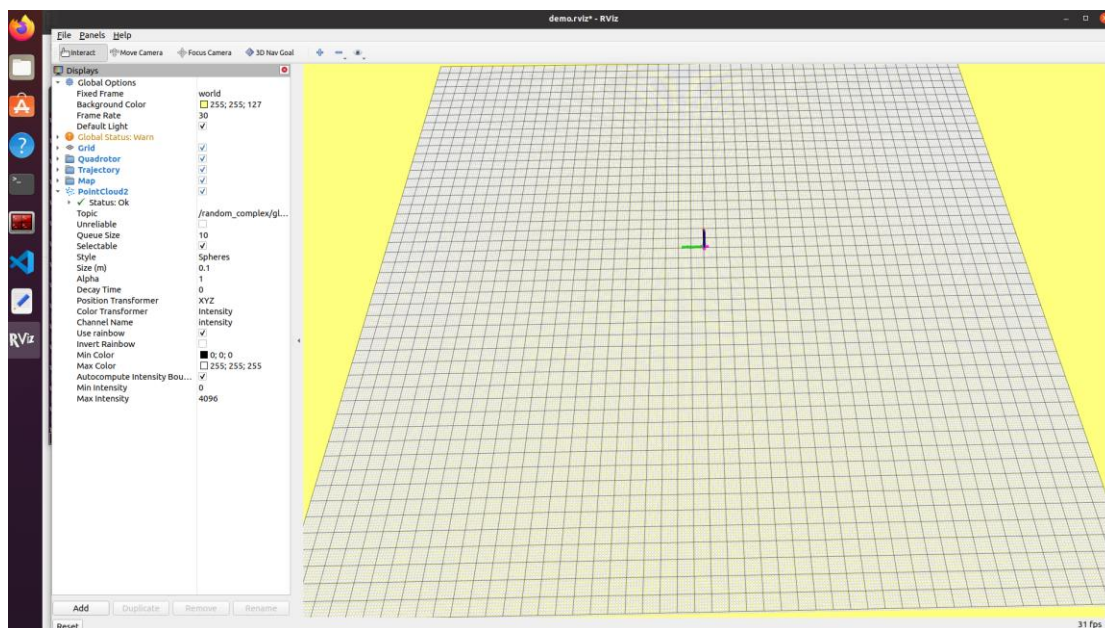 demo.rviz* - RViz
File Panels Help
Interact Move Camera Focus Camera 3D Nav Goal
Displays
Global Options
Fixed Frame world
Background Color 255; 255; 127
Frame Rate 30
Default Light
Global Status: Warn
Grid
Quadrotor
Trajectory
Map
PointCloud2
Status: Ok
Topic /random_complex/gl...
Unreliable
Queue Size 10
Selectable
Style Spheres
Size (m) 0.1
Alpha 1
Decay Time 0
Position Transformer XYZ
Color Transformer Intensity
Channel Name intensity
Use rainbow
Invert Rainbow
Min Color 0; 0; 0
Max Color 255; 255; 255
Autocompute Intensity Bou...
Min Intensity 0
Max Intensity 4096
RViz
Add Duplicate Remove Rename
Reset 31 fps